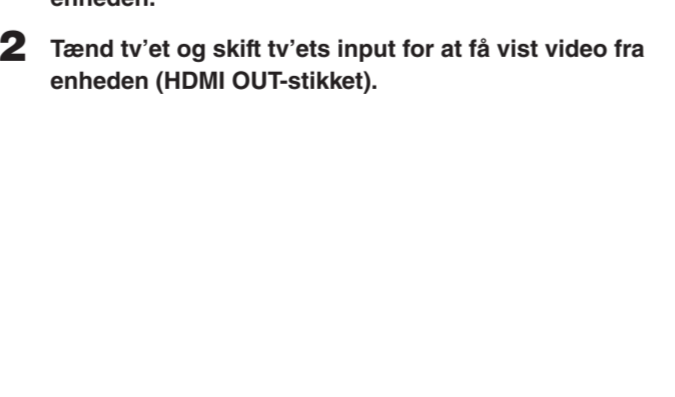 enheden.
2 Tænd tv’et og skift tv’ets input for at få vist video fra
enheden (HDMI OUT-stikket).